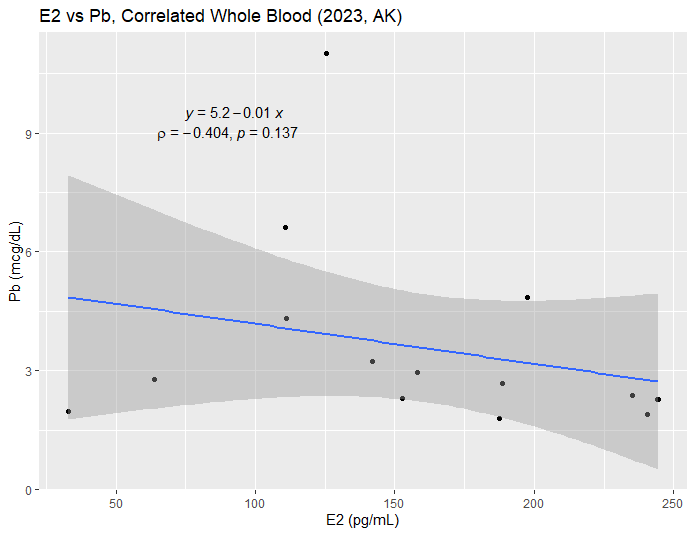 E2 vs Pb, Correlated Whole Blood (2023, AK)
y = 5.2 − 0.01 x
ρ = −0.404, p = 0.137
Pb (mcg/dL)
9
6
3
0
50 100 150 200 250
E2 (pg/mL)